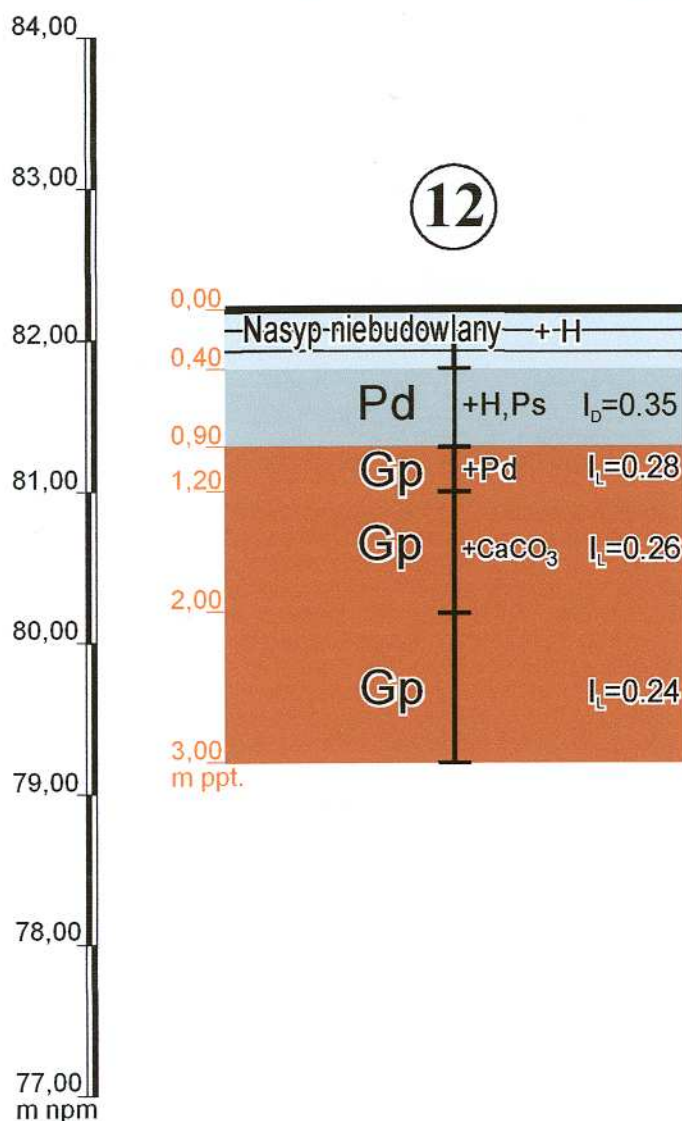 84,00
83,00
12
0,00
Nasyp niebudowlany + H
82,00
0,40
Pd +H,Ps I_D=0.35
0,90
Gp +Pd I_L=0.28
81,00
1,20
Gp +CaCO₃ I_L=0.26
2,00
80,00
Gp I_L=0.24
3,00
m ppt.
79,00
78,00
77,00
m npm